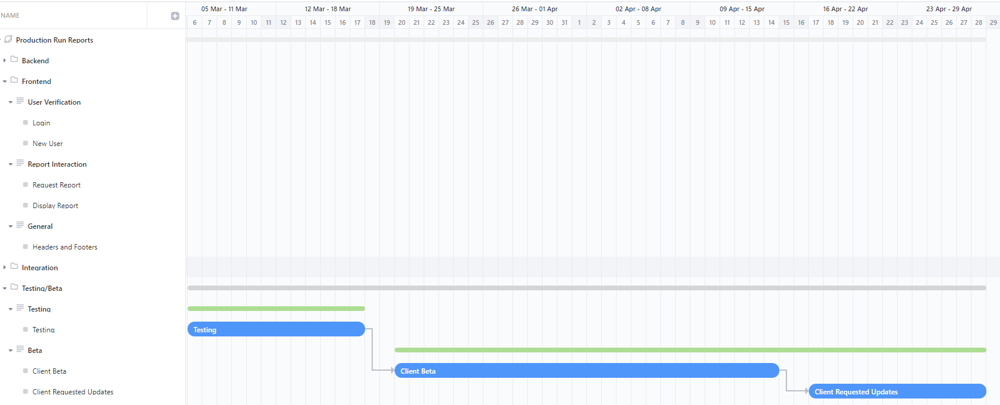 NAME
05 Mar - 11 Mar 12 Mar - 18 Mar 19 Mar - 25 Mar 26 Mar - 01 Apr 02 Apr - 08 Apr 09 Apr - 15 Apr 16 Apr - 22 Apr 23 Apr - 29 Apr
6 7 8 9 10 11 12 13 14 15 16 17 18 19 20 21 22 23 24 25 26 27 28 29 30 31 1 2 3 4 5 6 7 8 9 10 11 12 13 14 15 16 17 18 19 20 21 22 23 24 25 26 27 28 29
Production Run Reports
Backend
Frontend
User Verification
Login
New User
Report Interaction
Request Report
Display Report
General
Headers and Footers
Integration
Testing/Beta
Testing
Testing Testing
Beta
Client Beta Client Beta
Client Requested Updates Client Requested Updates